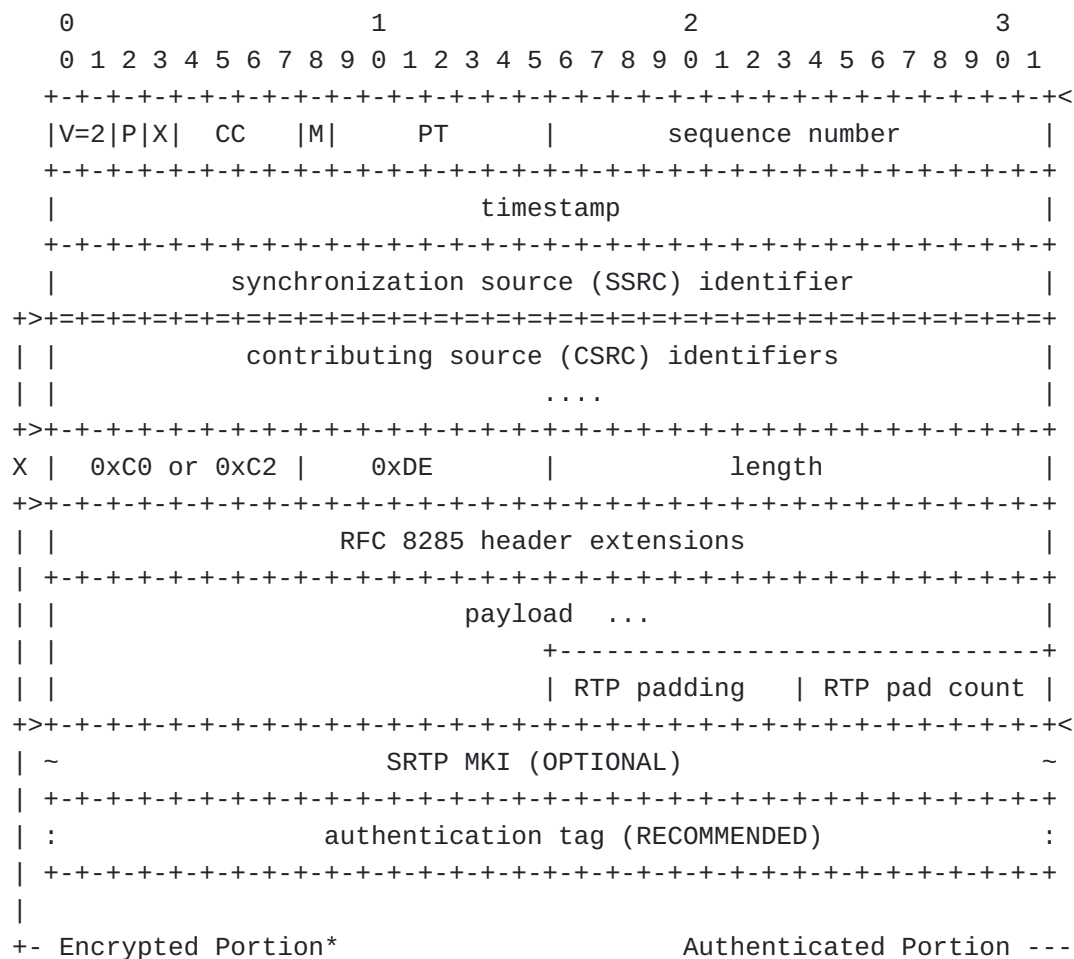 0                   1                   2                   3
    0 1 2 3 4 5 6 7 8 9 0 1 2 3 4 5 6 7 8 9 0 1 2 3 4 5 6 7 8 9 0 1
   +-+-+-+-+-+-+-+-+-+-+-+-+-+-+-+-+-+-+-+-+-+-+-+-+-+-+-+-+-+-+-+-+<
   |V=2|P|X|  CC   |M|     PT      |       sequence number         |
   +-+-+-+-+-+-+-+-+-+-+-+-+-+-+-+-+-+-+-+-+-+-+-+-+-+-+-+-+-+-+-+-+
   |                           timestamp                           |
   +-+-+-+-+-+-+-+-+-+-+-+-+-+-+-+-+-+-+-+-+-+-+-+-+-+-+-+-+-+-+-+-+
   |           synchronization source (SSRC) identifier            |
 +>+=+=+=+=+=+=+=+=+=+=+=+=+=+=+=+=+=+=+=+=+=+=+=+=+=+=+=+=+=+=+=+=+
 | |            contributing source (CSRC) identifiers             |
 | |                               ....                            |
 +>+-+-+-+-+-+-+-+-+-+-+-+-+-+-+-+-+-+-+-+-+-+-+-+-+-+-+-+-+-+-+-+-+
 X |  0xC0 or 0xC2 |    0xDE       |           length              |
 +>+-+-+-+-+-+-+-+-+-+-+-+-+-+-+-+-+-+-+-+-+-+-+-+-+-+-+-+-+-+-+-+-+
 | |                  RFC 8285 header extensions                   |
 | +-+-+-+-+-+-+-+-+-+-+-+-+-+-+-+-+-+-+-+-+-+-+-+-+-+-+-+-+-+-+-+-+
 | |                          payload  ...                         |
 | |                               +-------------------------------+
 | |                               | RTP padding   | RTP pad count |
 +>+-+-+-+-+-+-+-+-+-+-+-+-+-+-+-+-+-+-+-+-+-+-+-+-+-+-+-+-+-+-+-+-+<
 | ~                     SRTP MKI (OPTIONAL)                       ~
 | +-+-+-+-+-+-+-+-+-+-+-+-+-+-+-+-+-+-+-+-+-+-+-+-+-+-+-+-+-+-+-+-+
 | :                 authentication tag (RECOMMENDED)              :
 | +-+-+-+-+-+-+-+-+-+-+-+-+-+-+-+-+-+-+-+-+-+-+-+-+-+-+-+-+-+-+-+-+
 |
 +- Encrypted Portion*                      Authenticated Portion ---